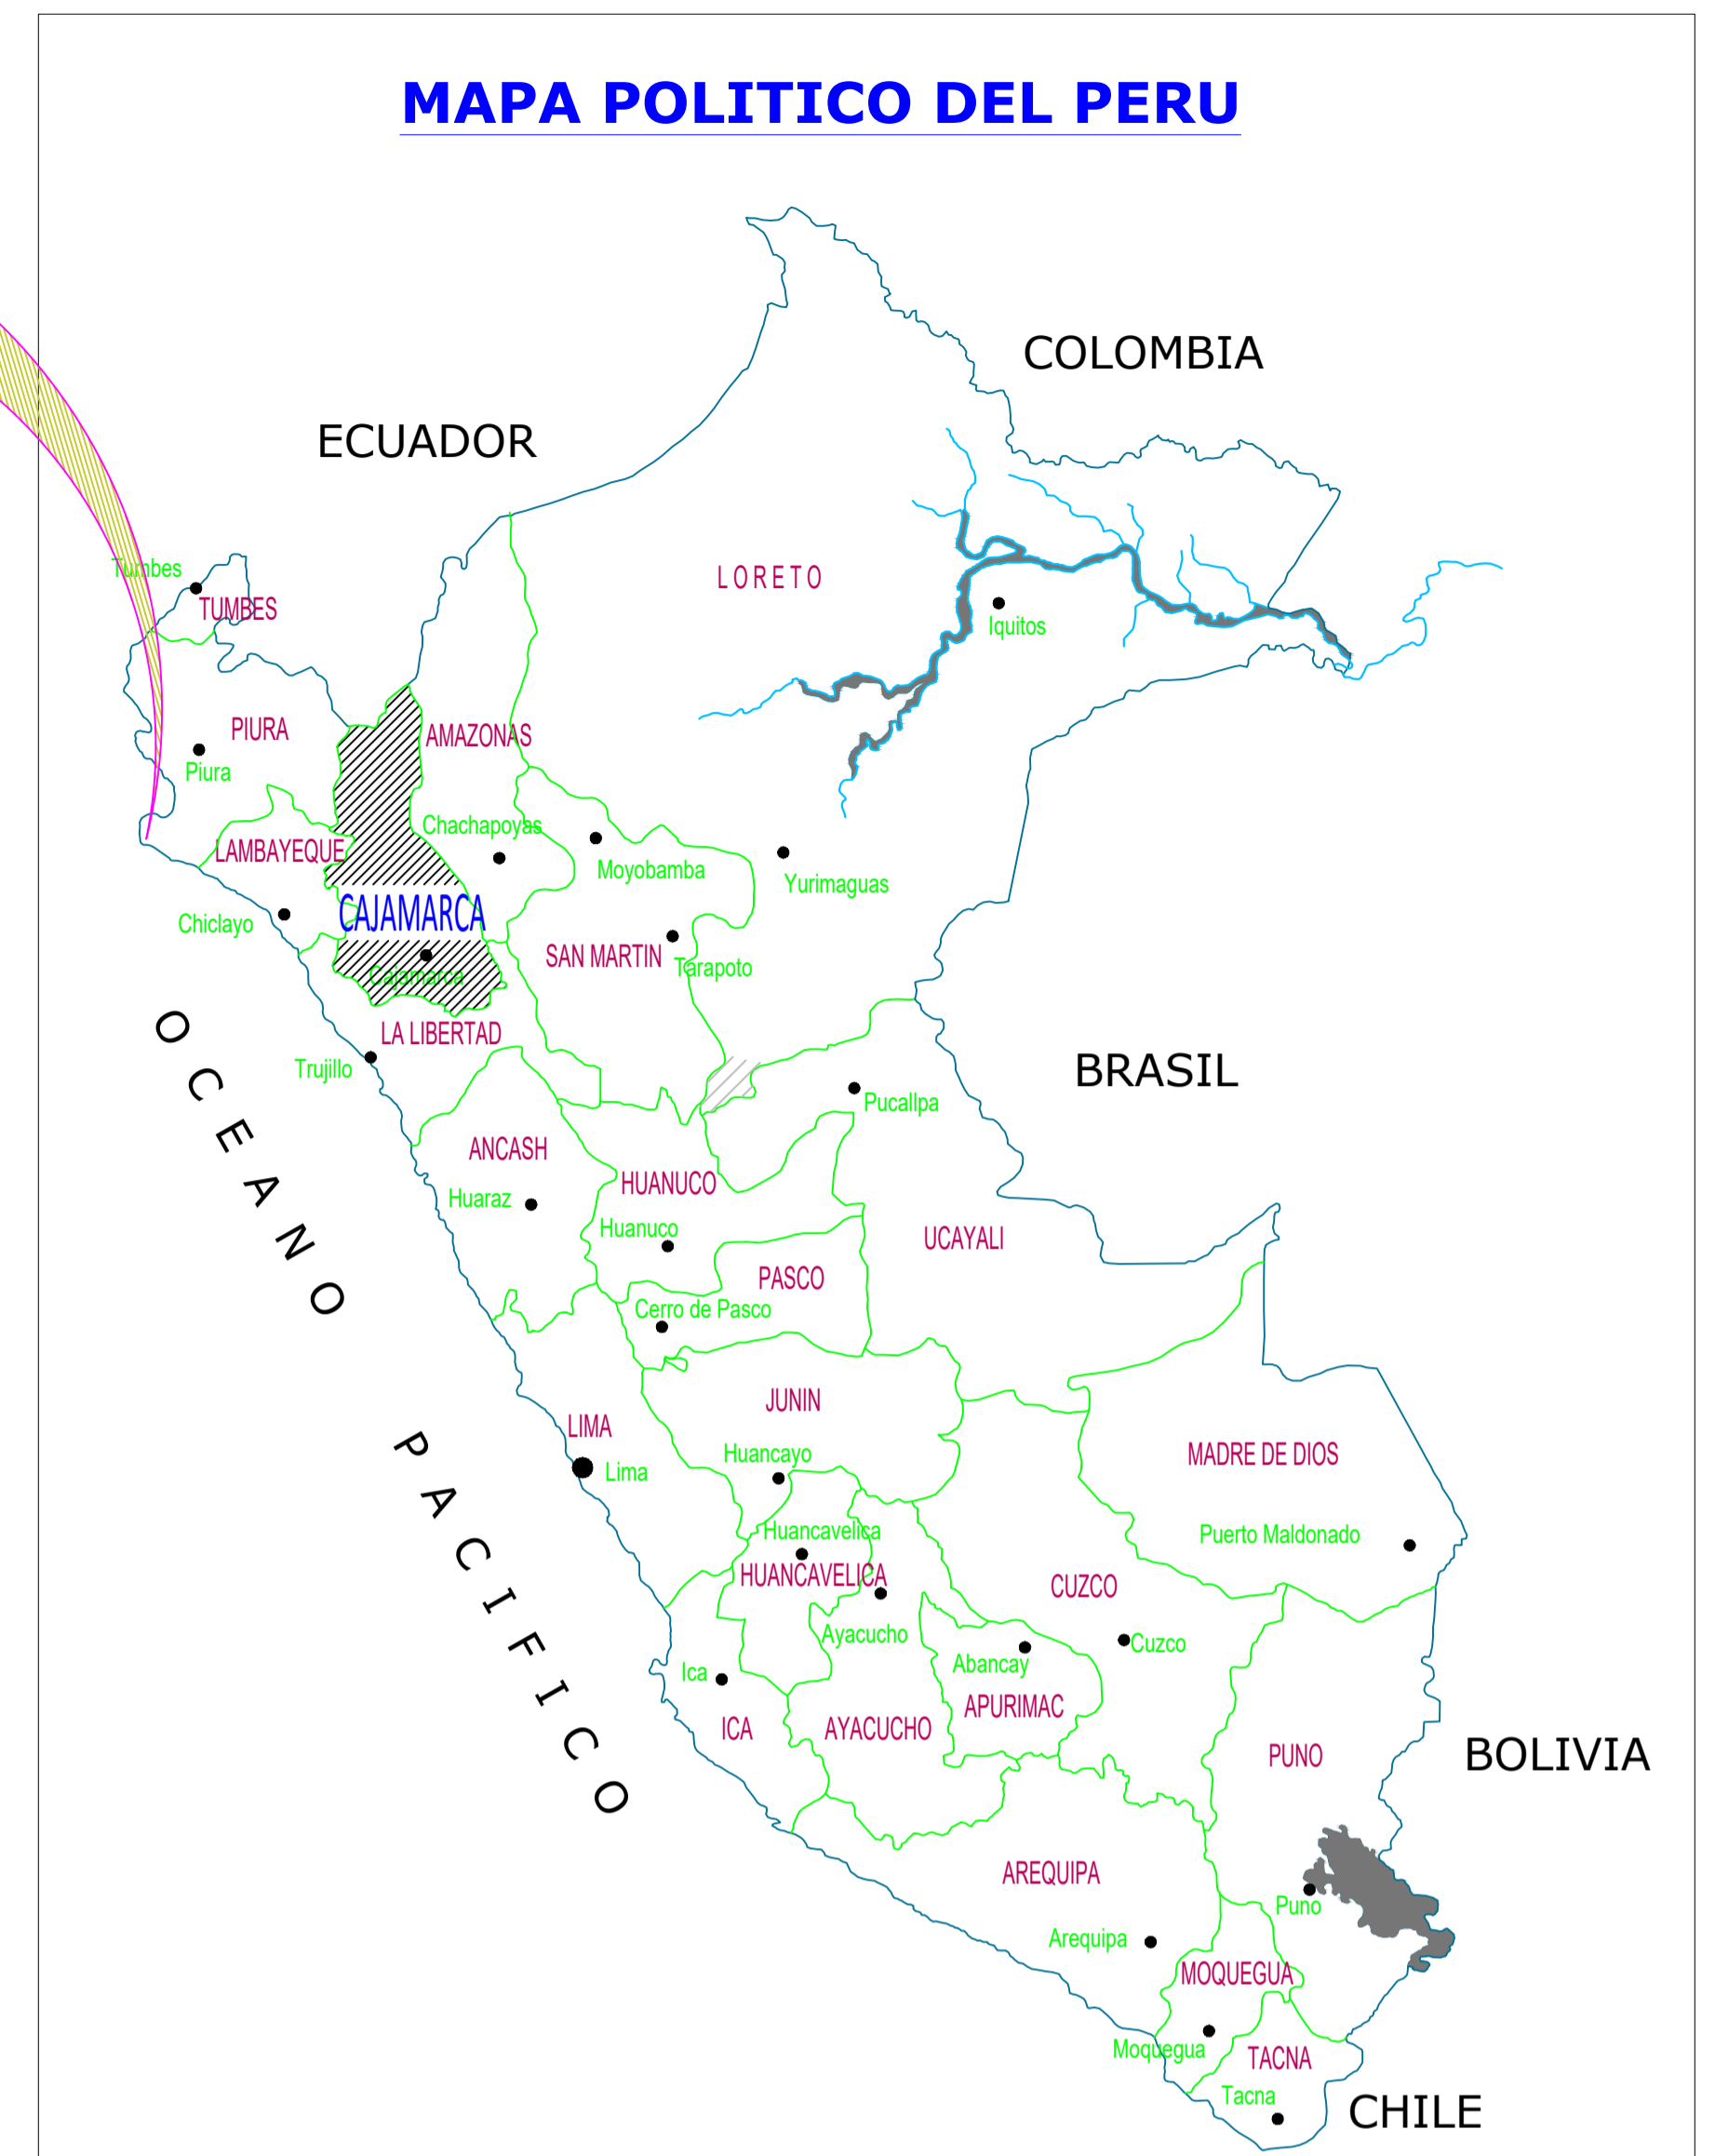 MAPA POLITICO DEL PERU
COLOMBIA
ECUADOR
Tumbes
TUMBES
LORETO
Iquitos
PIURA
Piura
AMAZONAS
Chachapoyas
LAMBAYEQUE
Moyobamba
Yurimaguas
Chiclayo
CAJAMARCA
Cajamarca
SAN MARTIN
Tarapoto
LA LIBERTAD
Trujillo
BRASIL
Pucallpa
OCEANO PACIFICO
ANCASH
Huaraz
HUANUCO
Huanuco
UCAYALI
PASCO
Cerro de Pasco
JUNIN
LIMA
Lima
Huancayo
MADRE DE DIOS
Puerto Maldonado
Huancavelica
HUANCAVELICA
CUZCO
Cuzco
Ayacucho
Abancay
APURIMAC
Ica
ICA
AYACUCHO
PUNO
BOLIVIA
AREQUIPA
Puno
Arequipa
MOQUEGUA
Moquegua
TACNA
Tacna
CHILE